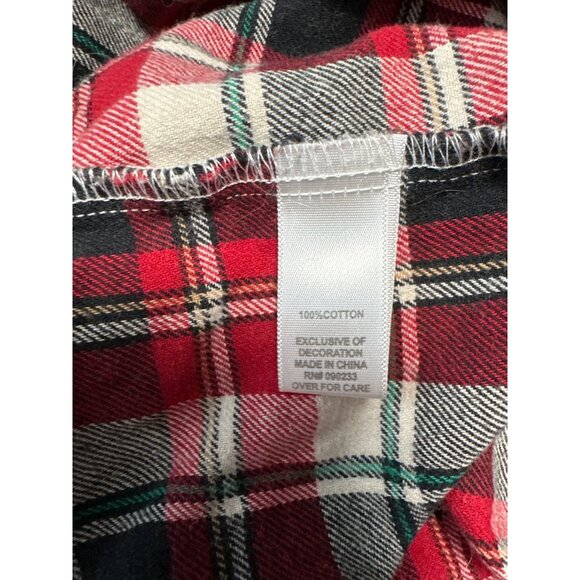 100%COTTON
EXCLUSIVE OF
DECORATION
MADE IN CHINA
RN# 090233
OVER FOR CARE